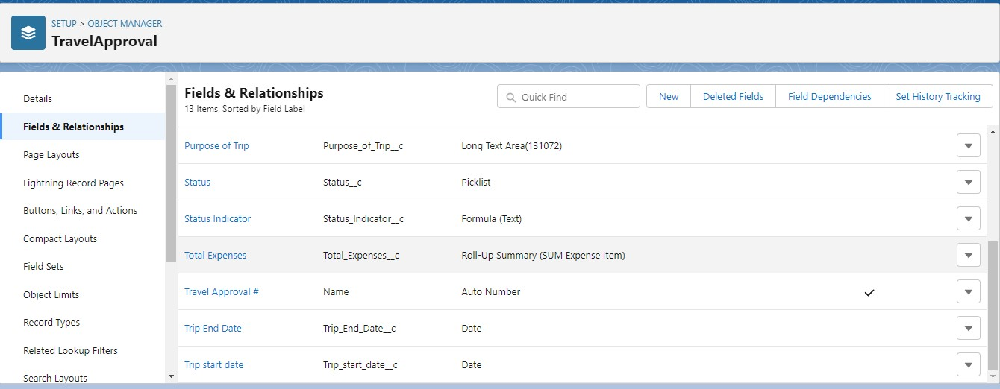 SETUP > OBJECT MANAGER
TravelApproval
Details
Fields & Relationships
Page Layouts
Lightning Record Pages
Buttons, Links, and Actions
Compact Layouts
Field Sets
Object Limits
Record Types
Related Lookup Filters
Search Layouts
Fields & Relationships
13 Items, Sorted by Field Label
Quick Find
New
Deleted Fields
Field Dependencies
Set History Tracking
Purpose of Trip Purpose_of_Trip__c Long Text Area(131072)
Status Status__c Picklist
Status Indicator Status_Indicator__c Formula (Text)
Total Expenses Total_Expenses__c Roll-Up Summary (SUM Expense Item)
Travel Approval # Name Auto Number
Trip End Date Trip_End_Date__c Date
Trip start date Trip_start_date__c Date